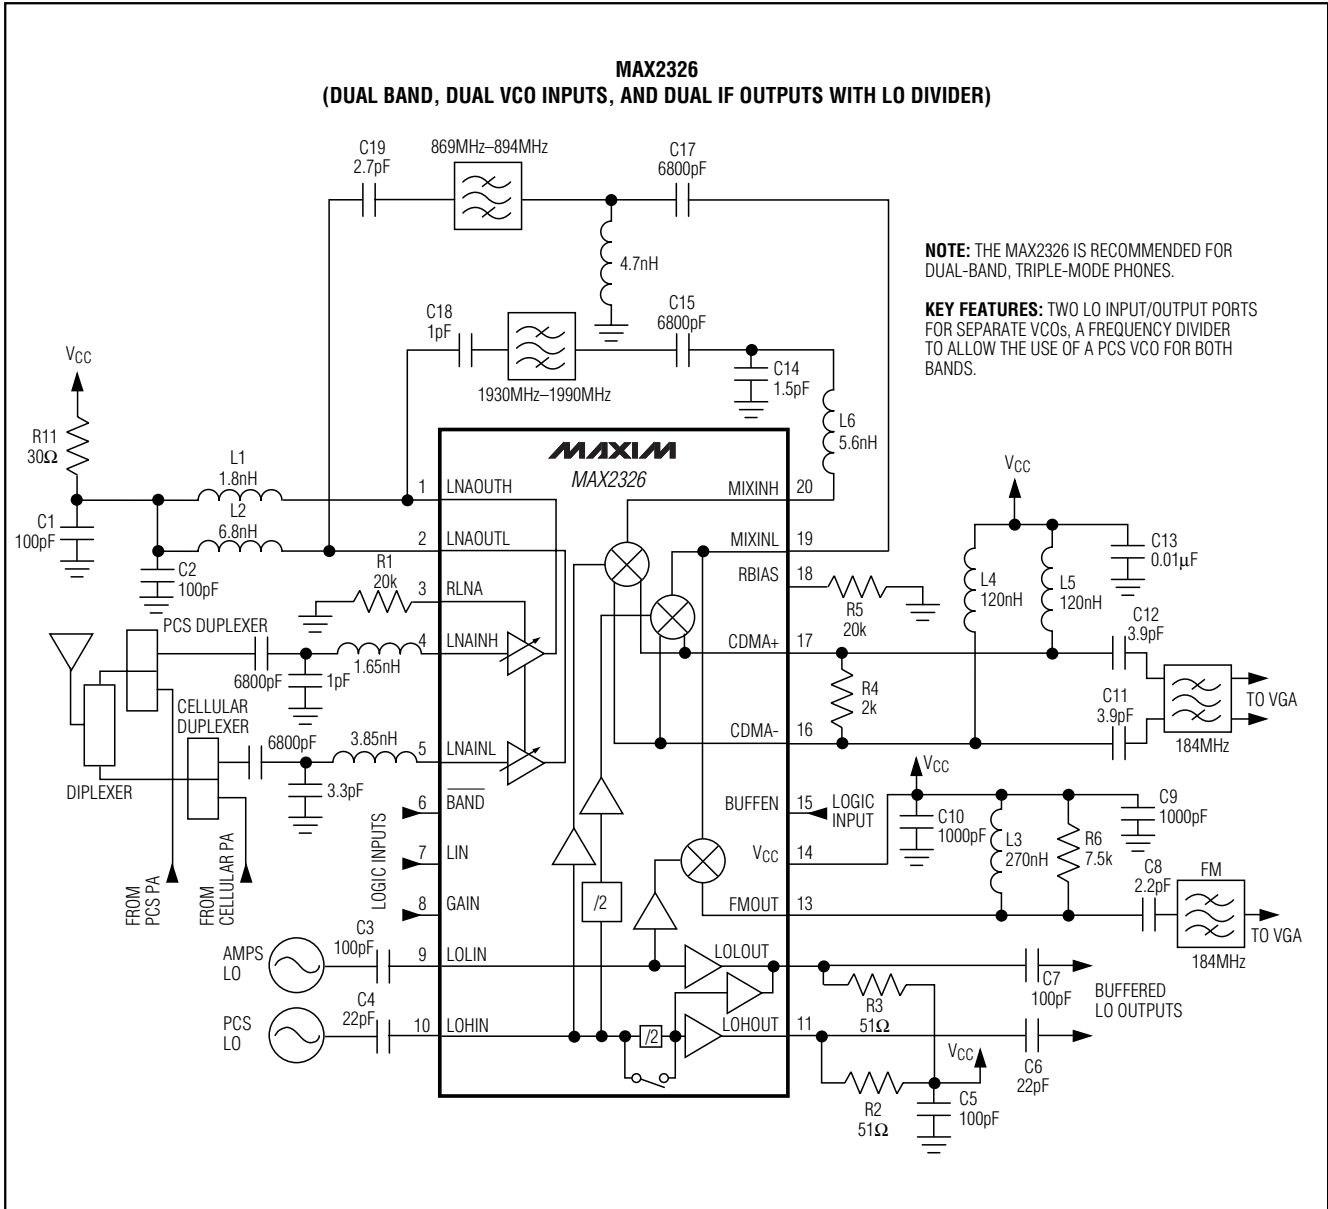 MAX2326
(DUAL BAND, DUAL VCO INPUTS, AND DUAL IF OUTPUTS WITH LO DIVIDER)
C19
2.7pF
869MHz–894MHz
C17
6800pF
4.7nH
NOTE: THE MAX2326 IS RECOMMENDED FOR
DUAL-BAND, TRIPLE-MODE PHONES.
KEY FEATURES: TWO LO INPUT/OUTPUT PORTS
FOR SEPARATE VCOs, A FREQUENCY DIVIDER
TO ALLOW THE USE OF A PCS VCO FOR BOTH
BANDS.
C18
1pF
1930MHz–1990MHz
C15
6800pF
C14
1.5pF
L6
5.6nH
VCC
R11
30Ω
C1
100pF
L1
1.8nH
L2
6.8nH
C2
100pF
R1
20k
MAXIM
MAX2326
1
LNAOUTH
2
LNAOUTL
3
RLNA
4
LNAINH
5
LNAINL
6
BAND
7
LIN
8
GAIN
9
LOLIN
10
LOHIN
MIXINH
20
MIXINL
19
RBIAS
18
CDMA+
17
CDMA-
16
BUFFEN
15
VCC
14
FMOUT
13
LOLOUT
LOHOUT
11
/2
/2
PCS DUPLEXER
6800pF
1pF
1.65nH
CELLULAR
DUPLEXER
6800pF
3.85nH
3.3pF
DIPLEXER
FROM
PCS PA
FROM
CELLULAR PA
LOGIC INPUTS
AMPS
LO
C3
100pF
PCS
LO
C4
22pF
R5
20k
R4
2k
VCC
L4
120nH
L5
120nH
C13
0.01µF
C12
3.9pF
C11
3.9pF
184MHz
TO VGA
LOGIC
INPUT
VCC
C10
1000pF
L3
270nH
R6
7.5k
C9
1000pF
C8
2.2pF
FM
184MHz
TO VGA
R3
51Ω
C7
100pF
BUFFERED
LO OUTPUTS
C6
22pF
R2
51Ω
VCC
C5
100pF